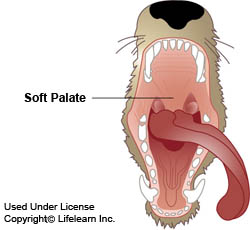 Soft Palate
Used Under License
Copyright© Lifelearn Inc.